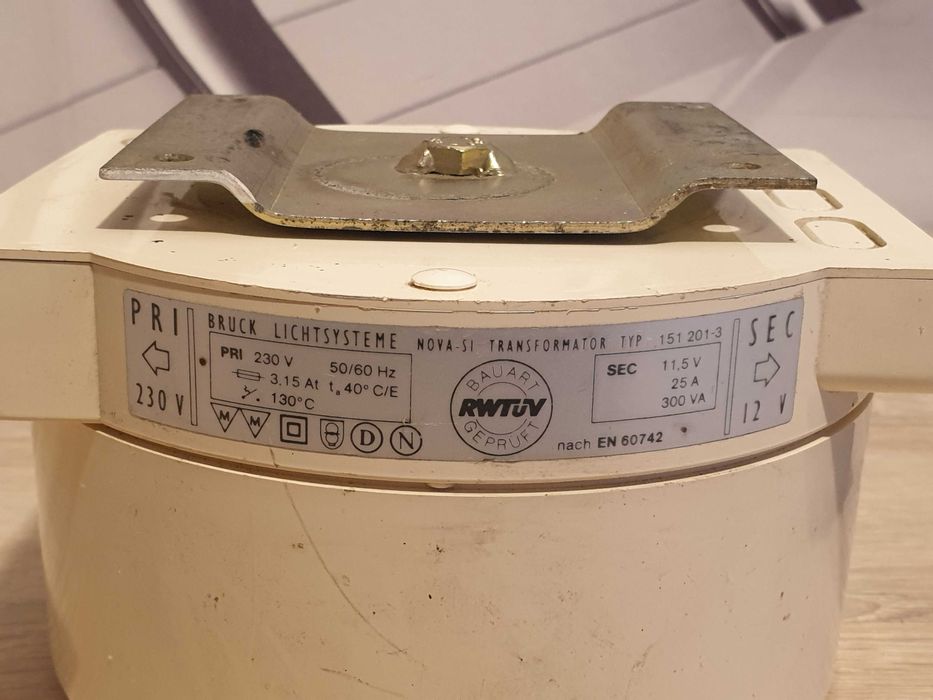 PRI
230 V
BRUCK LICHTSYSTEME NOVA-SI TRANSFORMATOR TYP 151 201-3
PRI 230 V 50/60 Hz
3.15 At ta 40° C/E
130°C
M M D N
BAUART
RWTÜV
GEPRÜFT
SEC 11,5 V
25 A
300 VA
nach EN 60742
SEC
12 V